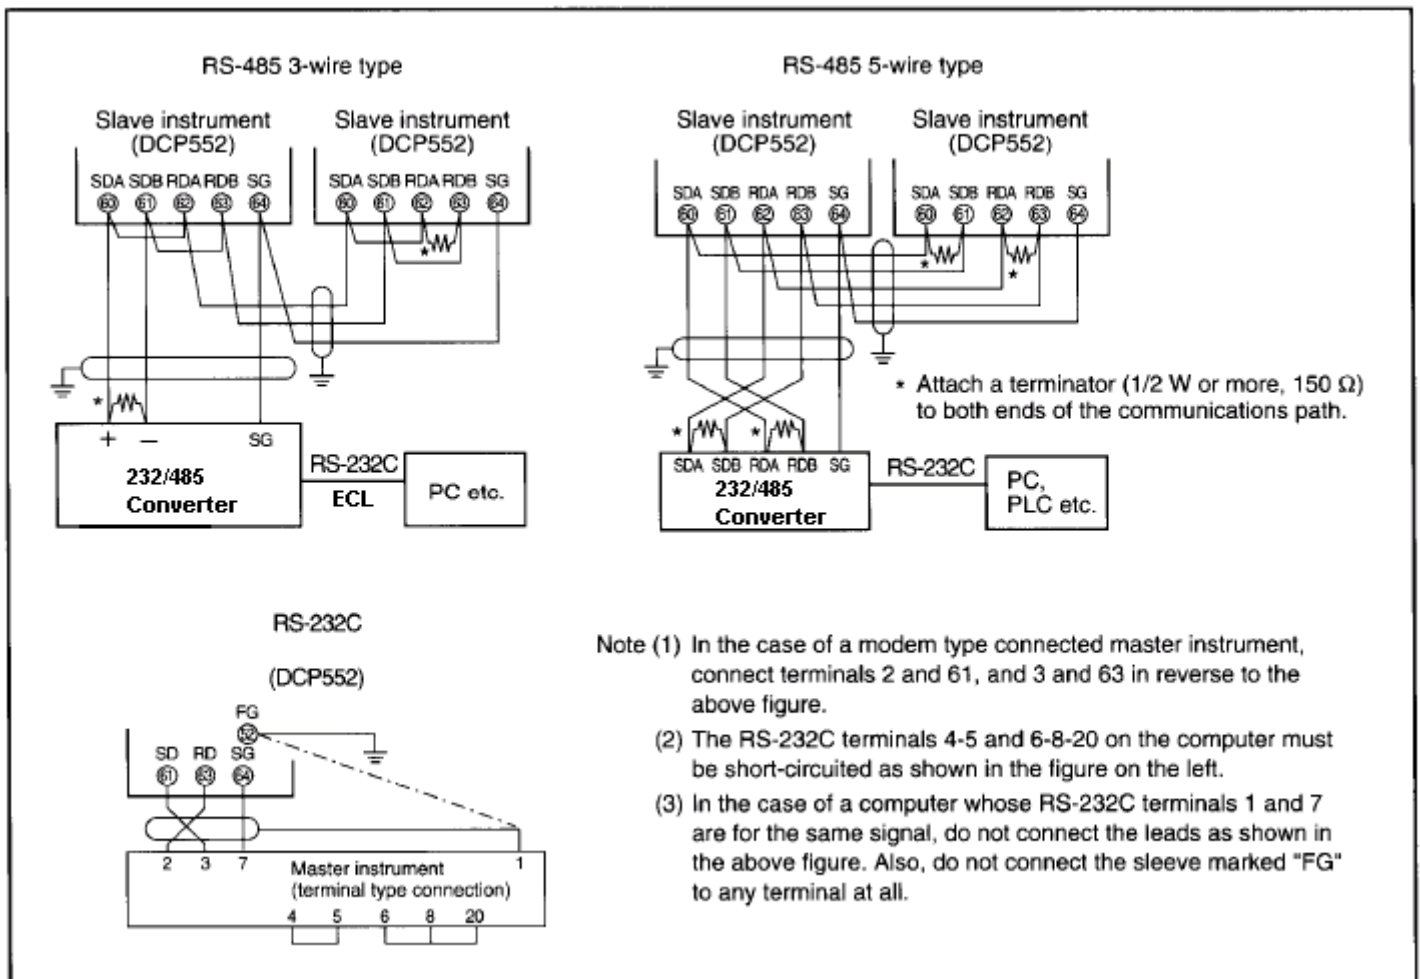 RS-485 3-wire type
Slave instrument
(DCP552)
SDA SDB RDA RDB SG
60 61 62 63 64
Slave instrument
(DCP552)
SDA SDB RDA RDB SG
60 61 62 63 64
*
*
+ − SG
232/485
Converter
RS-232C
ECL
PC etc.
RS-485 5-wire type
Slave instrument
(DCP552)
SDA SDB RDA RDB SG
60 61 62 63 64
Slave instrument
(DCP552)
SDA SDB RDA RDB SG
60 61 62 63 64
* *
* Attach a terminator (1/2 W or more, 150 Ω)
to both ends of the communications path.
* *
SDA SDB RDA RDB SG
232/485
Converter
RS-232C
PC,
PLC etc.
RS-232C
(DCP552)
FG
52
SD RD SG
61 63 64
2 3 7 1
Master instrument
(terminal type connection)
4 5 6 8 20
Note (1) In the case of a modem type connected master instrument,
connect terminals 2 and 61, and 3 and 63 in reverse to the
above figure.
(2) The RS-232C terminals 4-5 and 6-8-20 on the computer must
be short-circuited as shown in the figure on the left.
(3) In the case of a computer whose RS-232C terminals 1 and 7
are for the same signal, do not connect the leads as shown in
the above figure. Also, do not connect the sleeve marked "FG"
to any terminal at all.